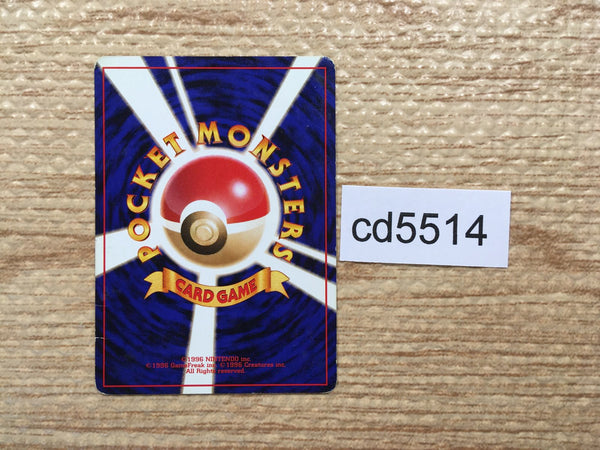 POCKET MONSTERS
CARD GAME
©1996 NINTENDO inc.
©1996 GameFreak inc. ©1996 Creatures inc.
All Rights reserved.
cd5514